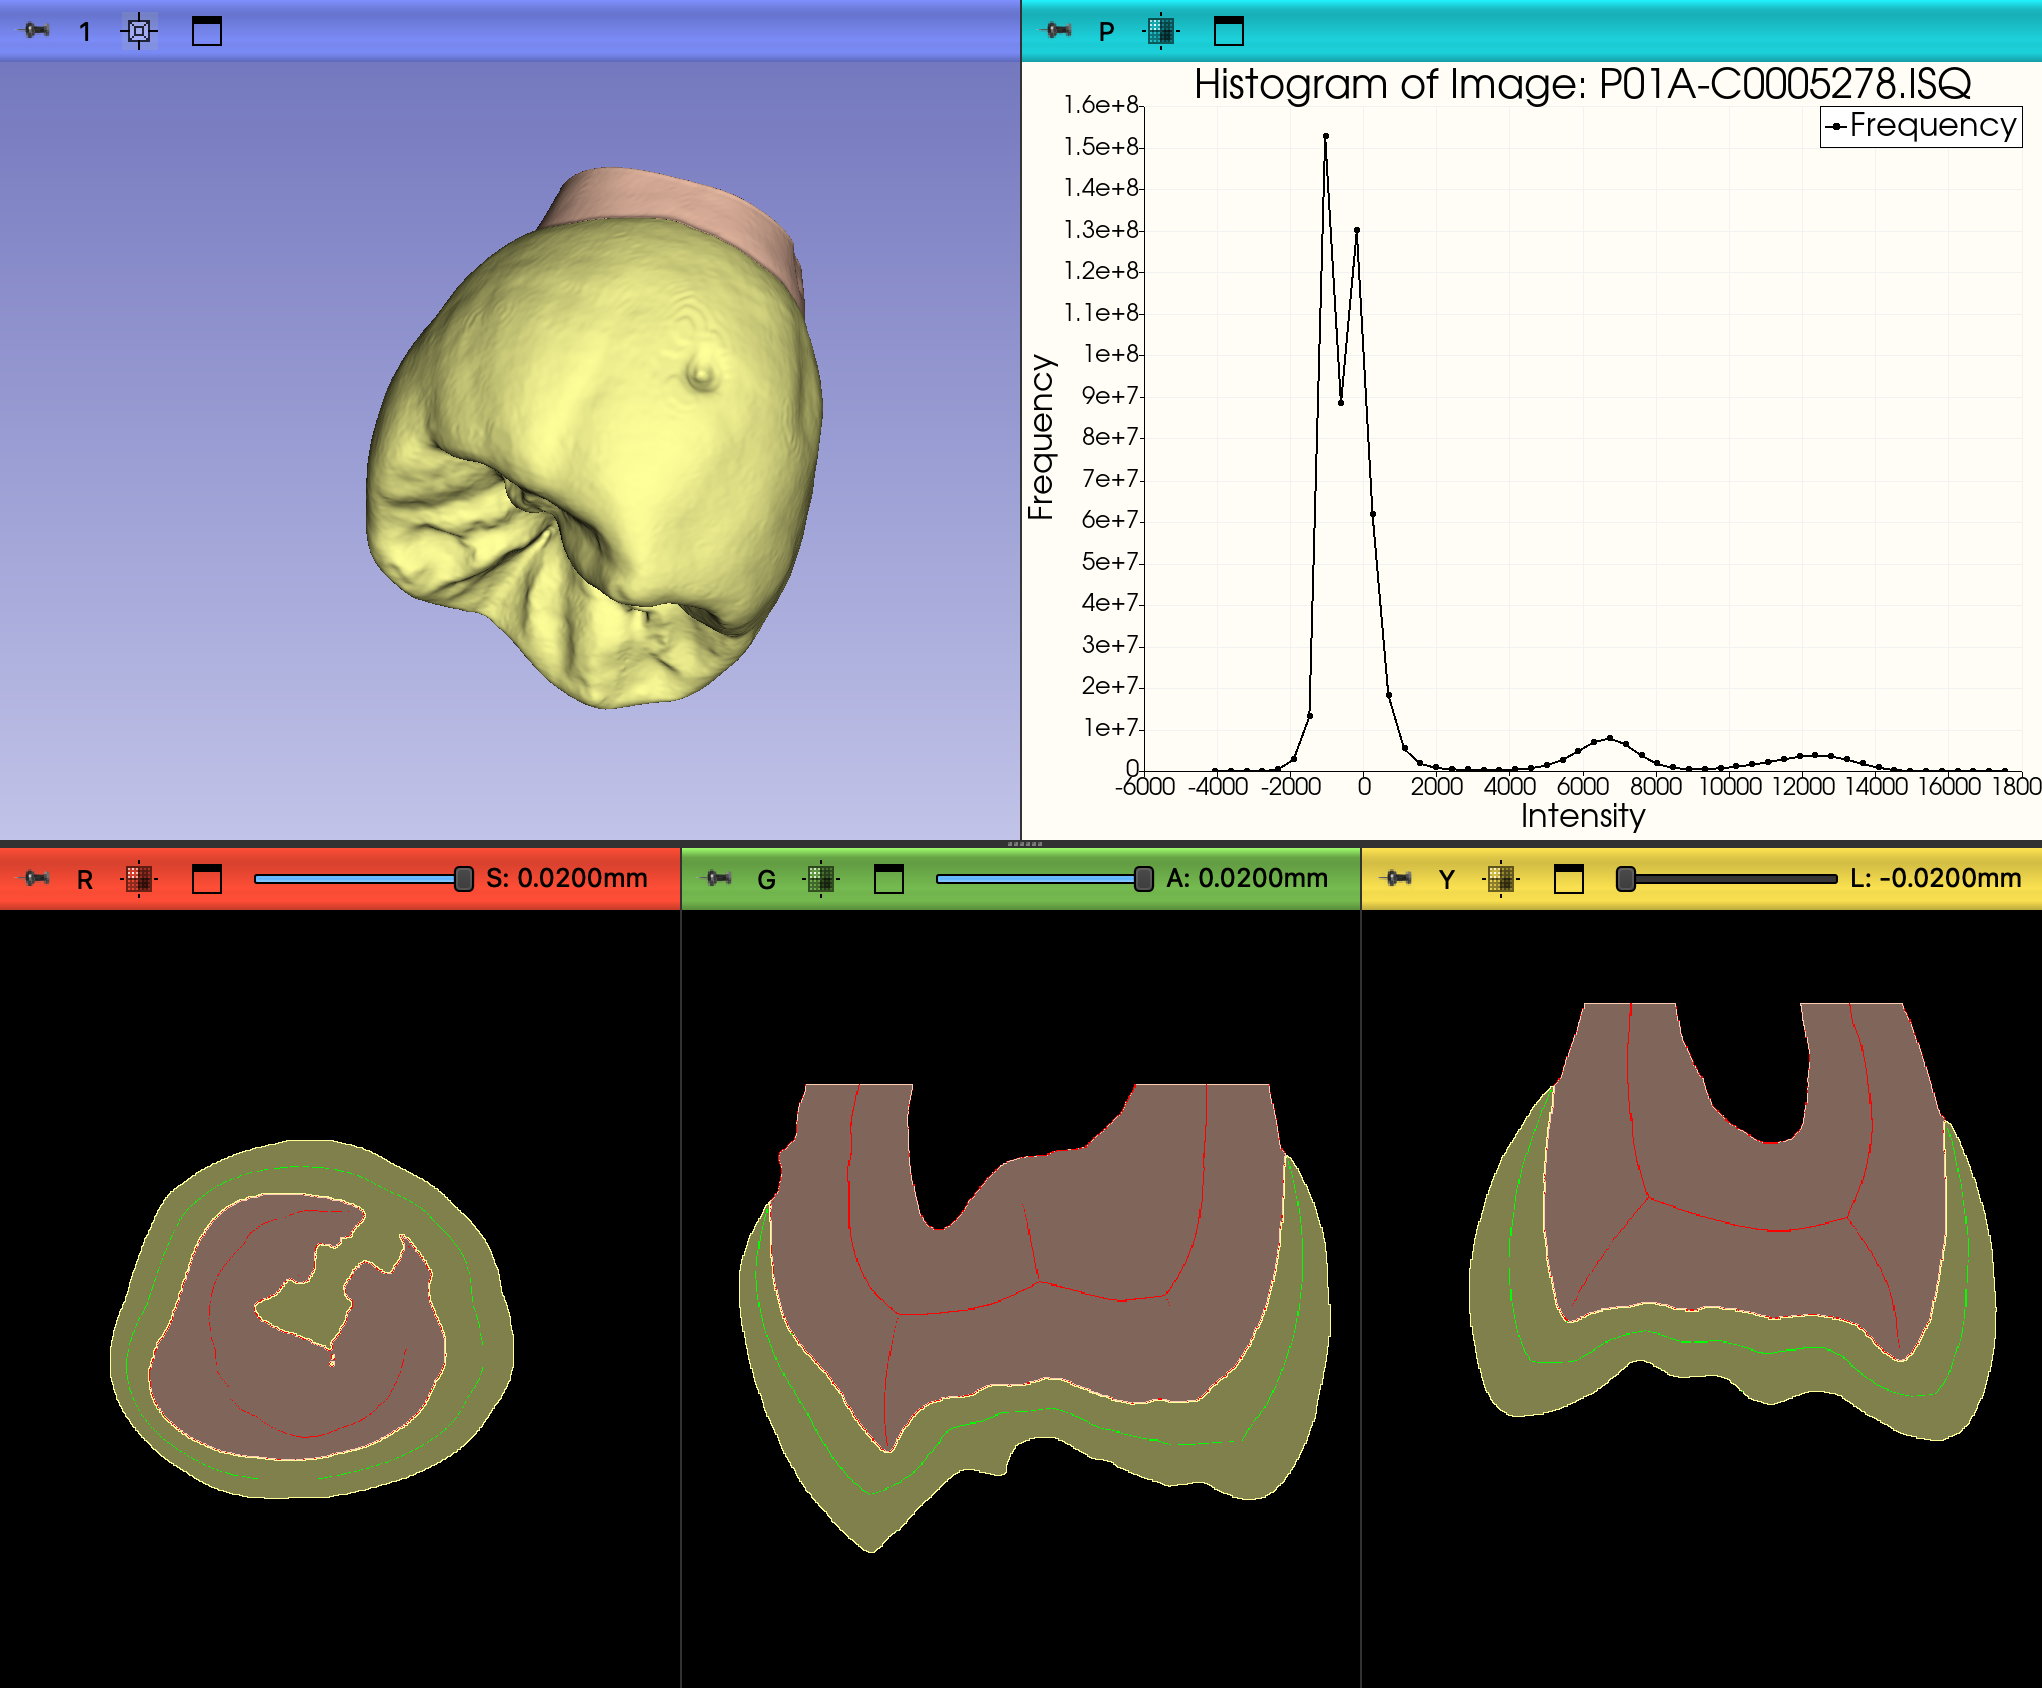 1
P
Histogram of Image: P01A-C0005278.ISQ
Frequency
1.6e+8
1.5e+8
1.4e+8
1.3e+8
1.2e+8
1.1e+8
1e+8
9e+7
8e+7
7e+7
6e+7
5e+7
4e+7
3e+7
2e+7
1e+7
0
Frequency
-6000 -4000 -2000 0 2000 4000 6000 8000 10000 12000 14000 16000 1800
Intensity
R S: 0.0200mm
G A: 0.0200mm
Y L: -0.0200mm